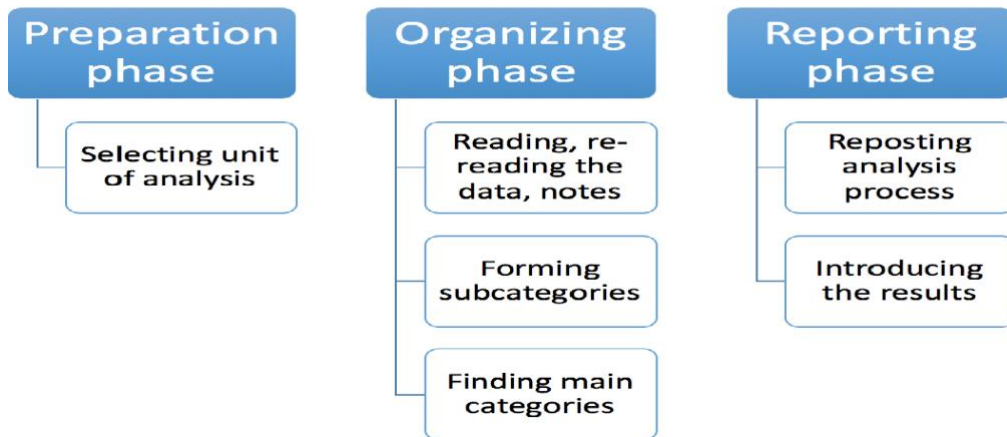 Preparation
phase
Selecting unit
of analysis
Organizing
phase
Reading, re-
reading the
data, notes
Forming
subcategories
Finding main
categories
Reporting
phase
Reposting
analysis
process
Introducing
the results